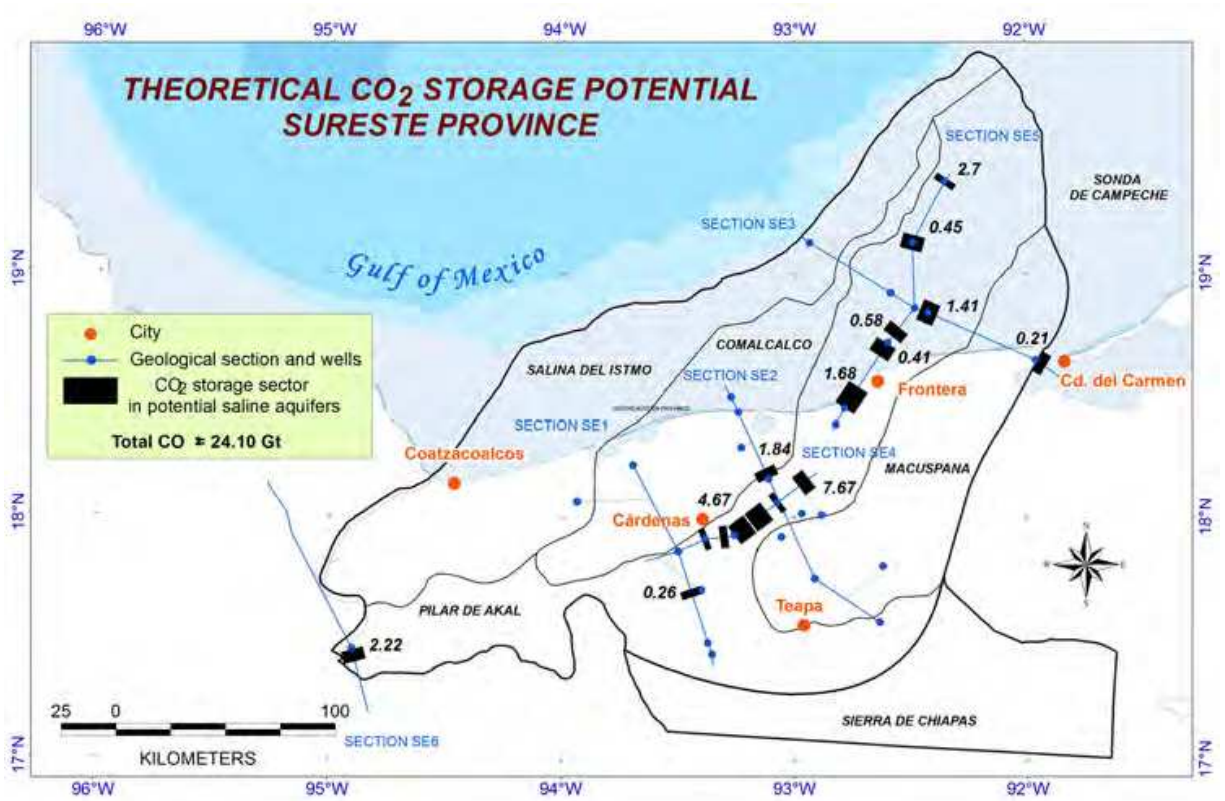 96°W 95°W 94°W 93°W 92°W
THEORETICAL CO2 STORAGE POTENTIAL
SURESTE PROVINCE
SECTION SE5
2.7
SONDA
DE CAMPECHE
SECTION SE3
0.45
19°N
19°N
Gulf of Mexico
1.41
City
Geological section and wells
CO2 storage sector
in potential saline aquifers
Total CO = 24.10 Gt
0.58
0.41
0.21
COMALCALCO
SALINA DEL ISTMO
SECTION SE2
1.68
Frontera
Cd. del Carmen
SECTION SE1
Coatzacoalcos
1.84
SECTION SE4
MACUSPANA
7.67
4.67
18°N
18°N
Cárdenas
N
0.26
PILAR DE AKAL
Teapa
2.22
25 0 100
KILOMETERS
SECTION SE6
SIERRA DE CHIAPAS
17°N
17°N
96°W 95°W 94°W 93°W 92°W